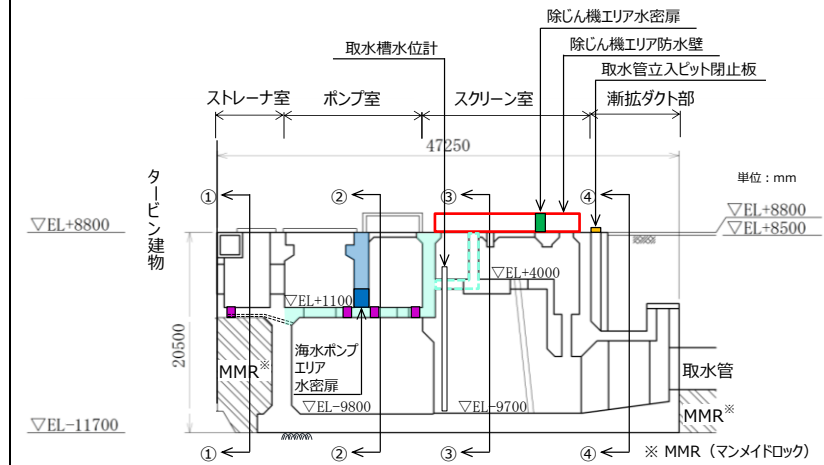 除じん機エリア水密扉
取水槽水位計
除じん機エリア防水壁
取水管立入ピット閉止板
ストレーナ室
ポンプ室
スクリーン室
漸拡ダクト部
47250
単位：mm
タービン建物
①
②
③
④
▽EL+8800
▽EL+8800
▽EL+8500
▽EL+4000
▽EL+1100
20500
海水ポンプ
エリア
水密扉
MMR※
取水管
▽EL-9800
▽EL-9700
MMR※
▽EL-11700
①
②
③
④
※ MMR（マンメイドロック）